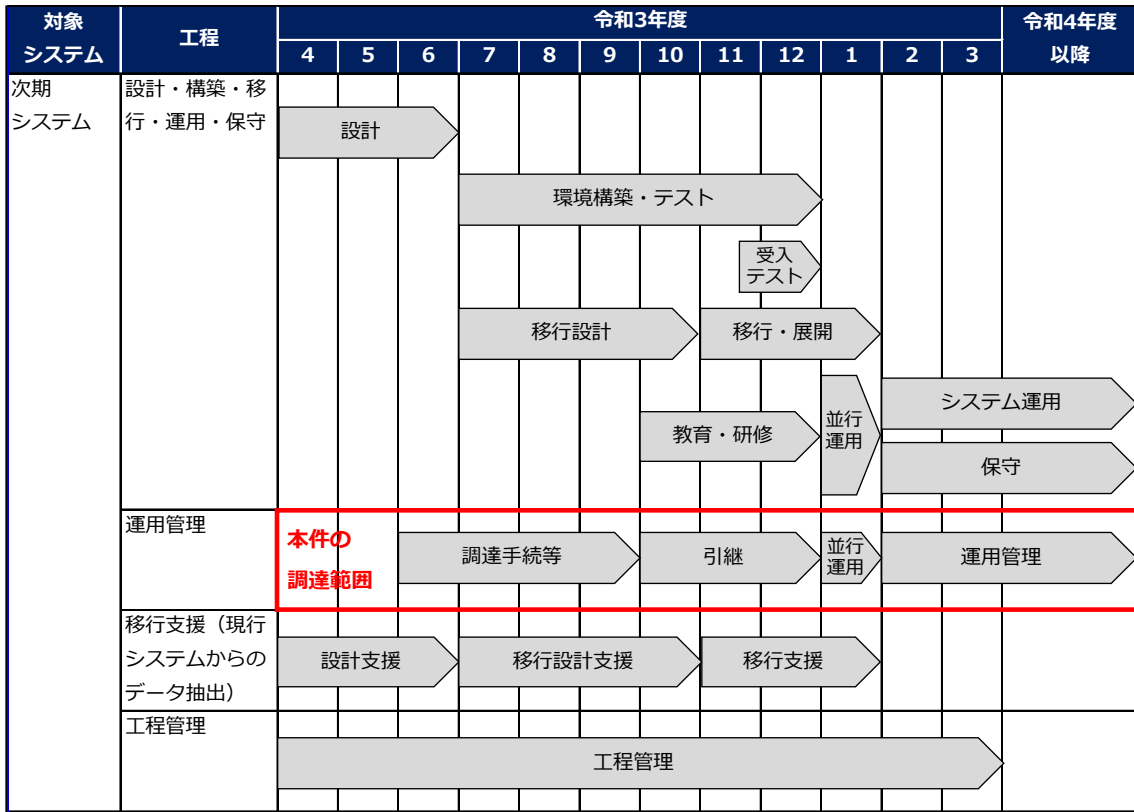 対象
システム
工程
令和3年度
令和4年度
以降
4 5 6 7 8 9 10 11 12 1 2 3
次期
システム
設計・構築・移
行・運用・保守
設計
環境構築・テスト
受入
テスト
移行設計
移行・展開
教育・研修
並行
運用
システム運用
保守
運用管理
本件の
調達範囲
調達手続等
引継
並行
運用
運用管理
移行支援（現行
システムからの
データ抽出）
設計支援
移行設計支援
移行支援
工程管理
工程管理